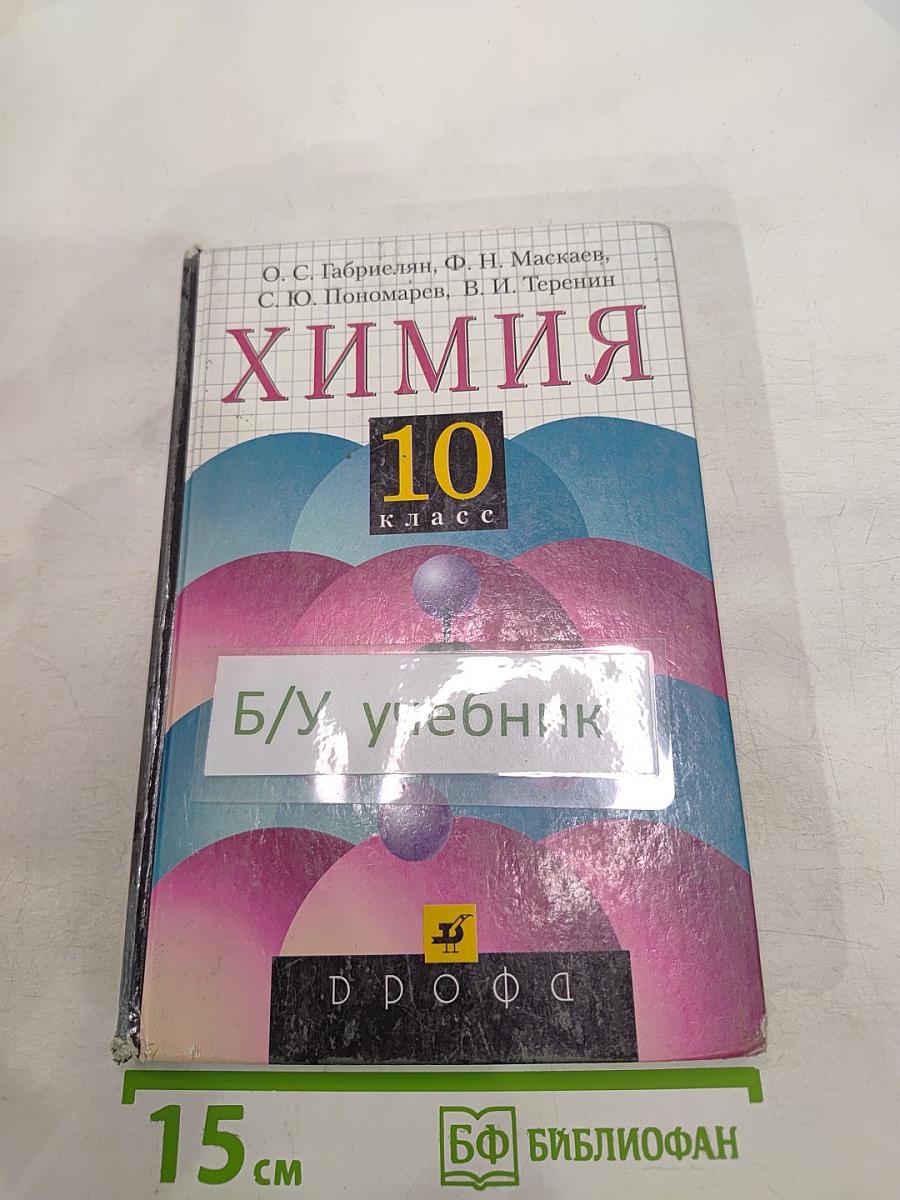 О. С. Габриелян, Ф. Н. Маскаев,
С. Ю. Пономарев, В. И. Теренин
ХИМИЯ
10
класс
Б/У учебник
ДРОФА
15 см
БФ БИБЛИОФАН